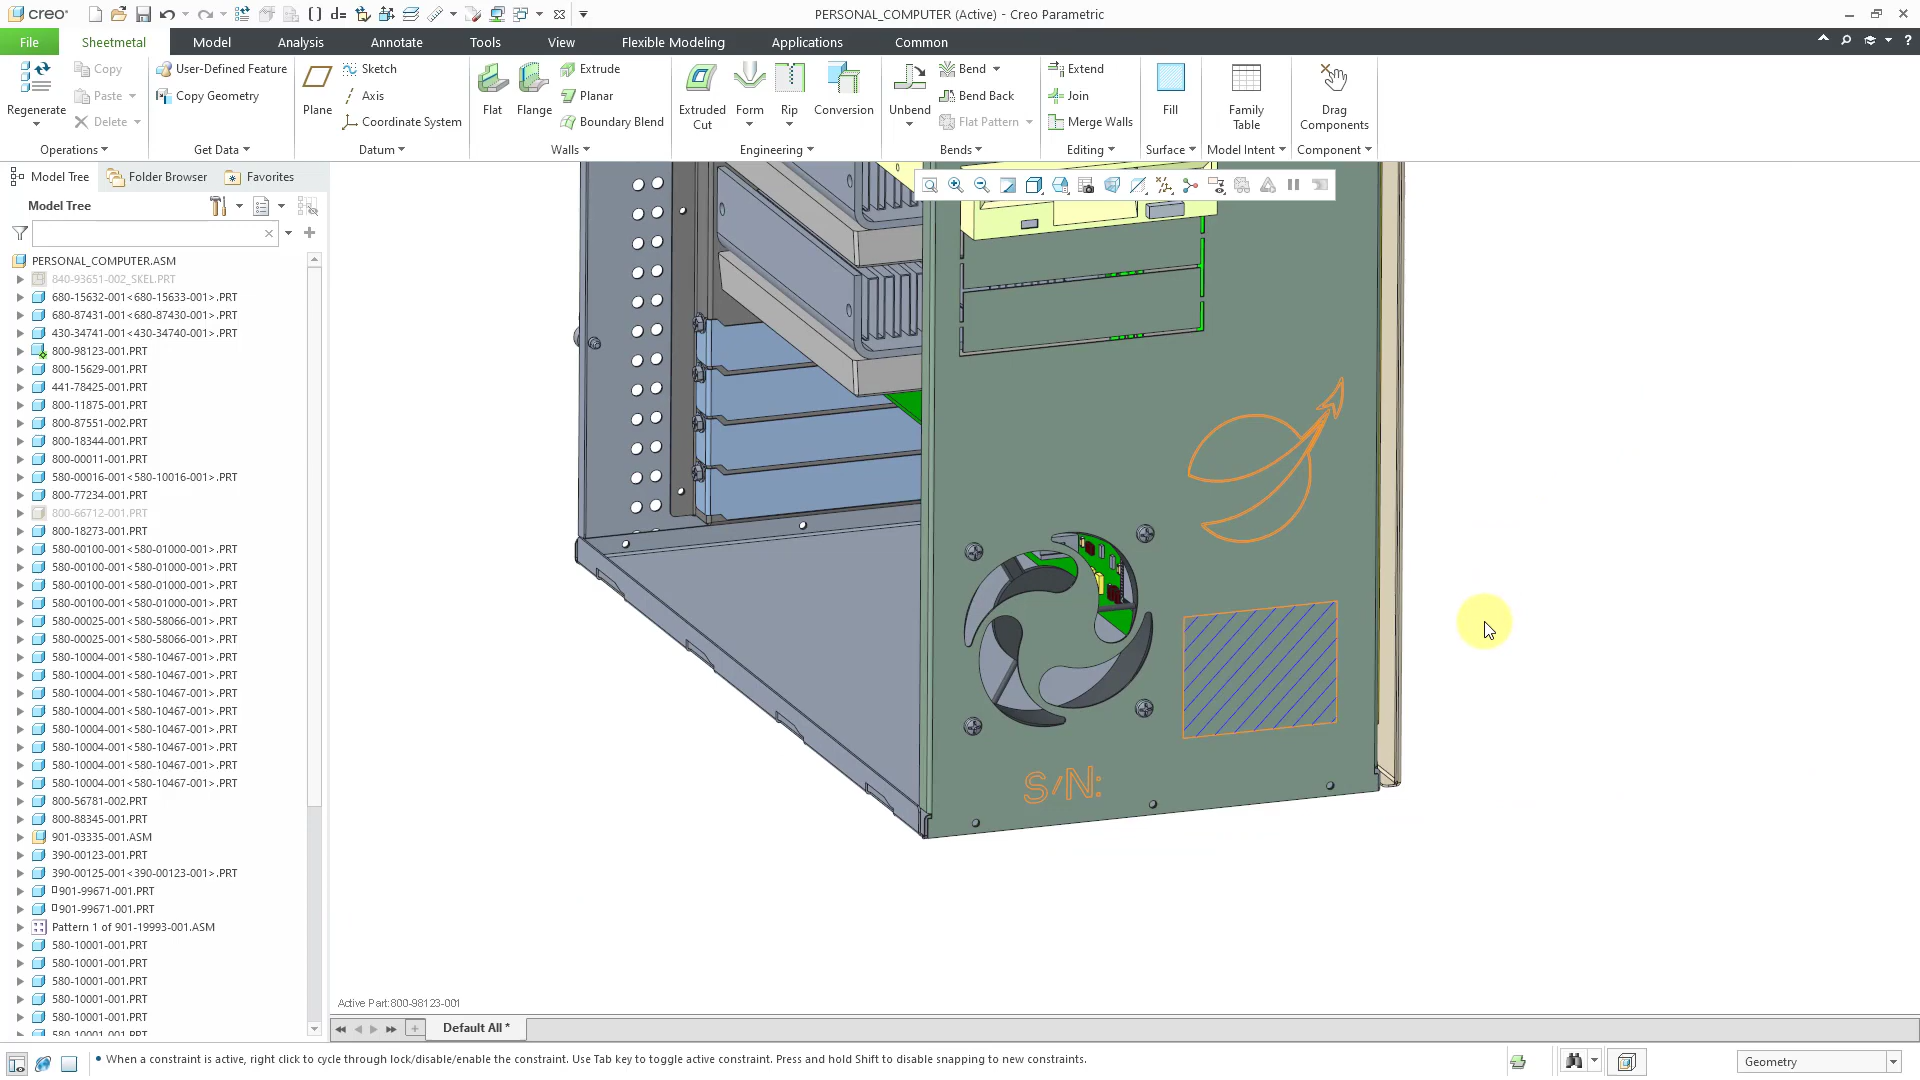 creo
PERSONAL_COMPUTER (Active) - Creo Parametric
File
Sheetmetal
Model
Analysis
Annotate
Tools
View
Flexible Modeling
Applications
Common
Regenerate
Copy
Paste
Delete
Operations
User-Defined Feature
Copy Geometry
Get Data
Plane
Sketch
Axis
Coordinate System
Datum
Flat
Flange
Extrude
Planar
Boundary Blend
Walls
Extruded Cut
Form
Rip
Conversion
Engineering
Unbend
Bend
Bend Back
Flat Pattern
Bends
Extend
Join
Merge Walls
Editing
Fill
Surface
Family Table
Model Intent
Drag Components
Component
Model Tree
Folder Browser
Favorites
Model Tree
PERSONAL_COMPUTER.ASM
840-93651-002_SKEL.PRT
680-15632-001<680-15633-001>.PRT
680-87431-001<680-87430-001>.PRT
430-34741-001<430-34740-001>.PRT
800-98123-001.PRT
800-15629-001.PRT
441-78425-001.PRT
800-11875-001.PRT
800-87551-002.PRT
800-18344-001.PRT
800-00011-001.PRT
580-00016-001<580-10016-001>.PRT
800-77234-001.PRT
800-66712-001.PRT
800-18273-001.PRT
580-00100-001<580-01000-001>.PRT
580-00100-001<580-01000-001>.PRT
580-00100-001<580-01000-001>.PRT
580-00100-001<580-01000-001>.PRT
580-00025-001<580-58066-001>.PRT
580-00025-001<580-58066-001>.PRT
580-10004-001<580-10467-001>.PRT
580-10004-001<580-10467-001>.PRT
580-10004-001<580-10467-001>.PRT
580-10004-001<580-10467-001>.PRT
580-10004-001<580-10467-001>.PRT
580-10004-001<580-10467-001>.PRT
580-10004-001<580-10467-001>.PRT
580-10004-001<580-10467-001>.PRT
800-56781-002.PRT
800-88345-001.PRT
901-03335-001.ASM
390-00123-001.PRT
390-00125-001<390-00123-001>.PRT
901-99671-001.PRT
901-99671-001.PRT
Pattern 1 of 901-19993-001.ASM
580-10001-001.PRT
580-10001-001.PRT
580-10001-001.PRT
580-10001-001.PRT
580-10001-001.PRT
580-10001-001.PRT
S/N:
Active Part:800-98123-001
Default All *
• When a constraint is active, right click to cycle through lock/disable/enable the constraint. Use Tab key to toggle active constraint. Press and hold Shift to disable snapping to new constraints.
Geometry